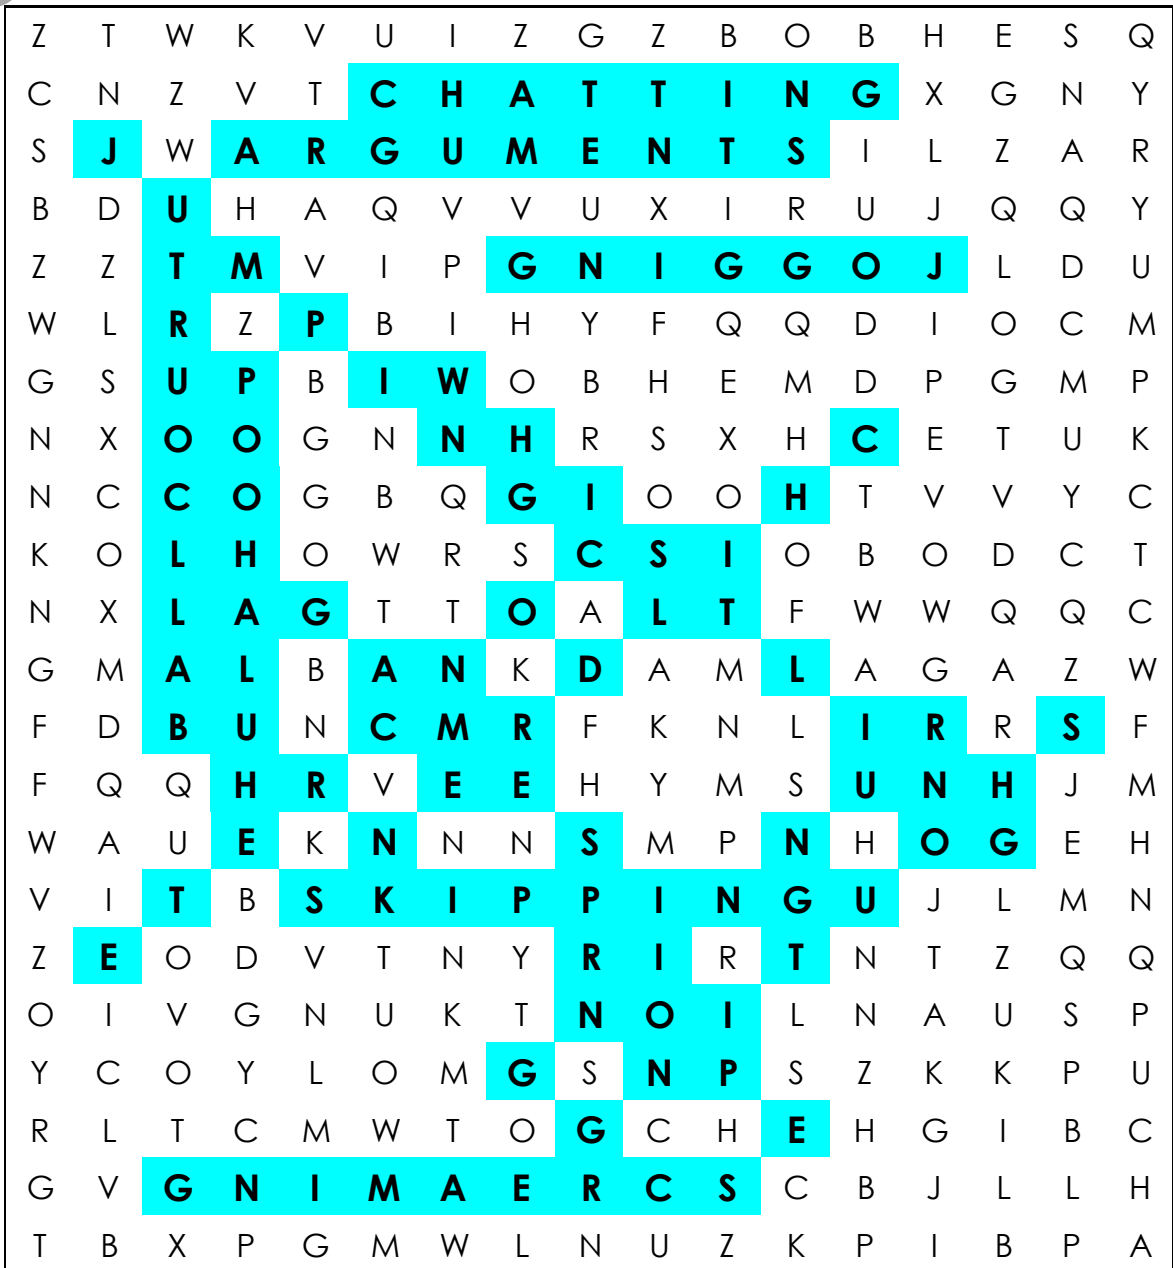 Z T W K V U I Z G Z B O B H E S Q
C N Z V T C H A T T I N G X G N Y
S J W A R G U M E N T S I L Z A R
B D U H A Q V V U X I R U J Q Q Y
Z Z T M V I P G N I G G O J L D U
W L R Z P B I H Y F Q Q D I O C M
G S U P B I W O B H E M D P G M P
N X O O G N N H R S X H C E T U K
N C C O G B Q G I O O H T V V Y C
K O L H O W R S C S I O B O D C T
N X L A G T T O A L T F W W Q Q C
G M A L B A N K D A M L A G A Z W
F D B U N C M R F K N L I R R S F
F Q Q H R V E E H Y M S U N H J M
W A U E K N N N S M P N H O G E H
V I T B S K I P P I N G U J L M N
Z E O D V T N Y R I R T N T Z Q Q
O I V G N U K T N O I L N A U S P
Y C O Y L O M G S N P S Z K K P U
R L T C M W T O G C H E H G I B C
G V G N I M A E R C S C B J L L H
T B X P G M W L N U Z K P I B P A